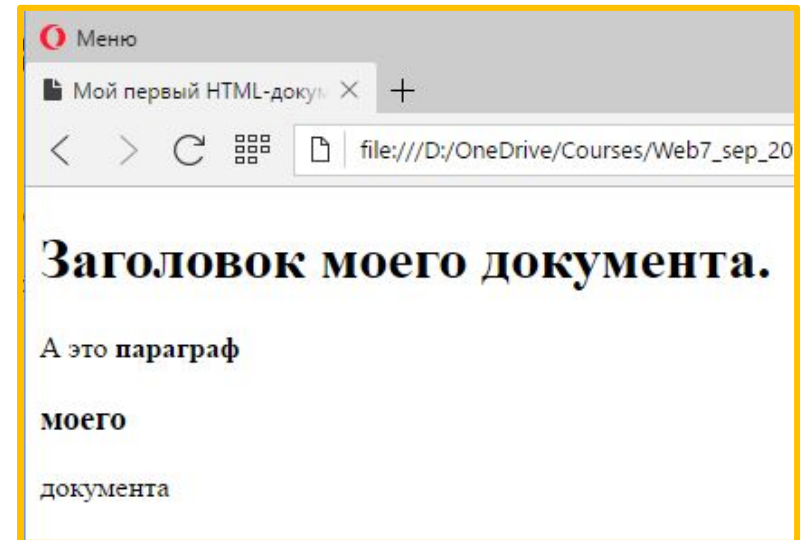 Меню
Мой первый HTML-доку
file:///D:/OneDrive/Courses/Web7_sep_20
Заголовок моего документа.
А это параграф
моего
документа